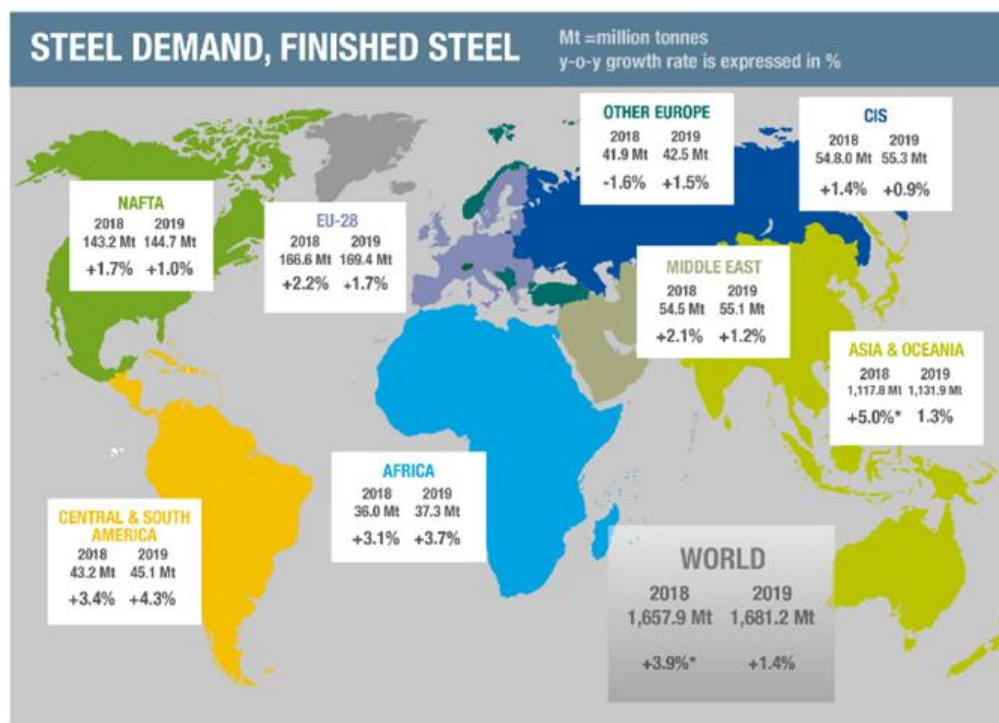 STEEL DEMAND, FINISHED STEEL
Mt =million tonnes
y-o-y growth rate is expressed in %
OTHER EUROPE
2018 2019
41.9 Mt 42.5 Mt
-1.6% +1.5%
CIS
2018 2019
54.8.0 Mt 55.3 Mt
+1.4% +0.9%
NAFTA
2018 2019
143.2 Mt 144.7 Mt
+1.7% +1.0%
EU-28
2018 2019
166.6 Mt 169.4 Mt
+2.2% +1.7%
MIDDLE EAST
2018 2019
54.5 Mt 55.1 Mt
+2.1% +1.2%
ASIA & OCEANIA
2018 2019
1,117.8 Mt 1,131.9 Mt
+5.0%* 1.3%
AFRICA
2018 2019
36.0 Mt 37.3 Mt
+3.1% +3.7%
CENTRAL & SOUTH
AMERICA
2018 2019
43.2 Mt 45.1 Mt
+3.4% +4.3%
WORLD
2018 2019
1,657.9 Mt 1,681.2 Mt
+3.9%* +1.4%